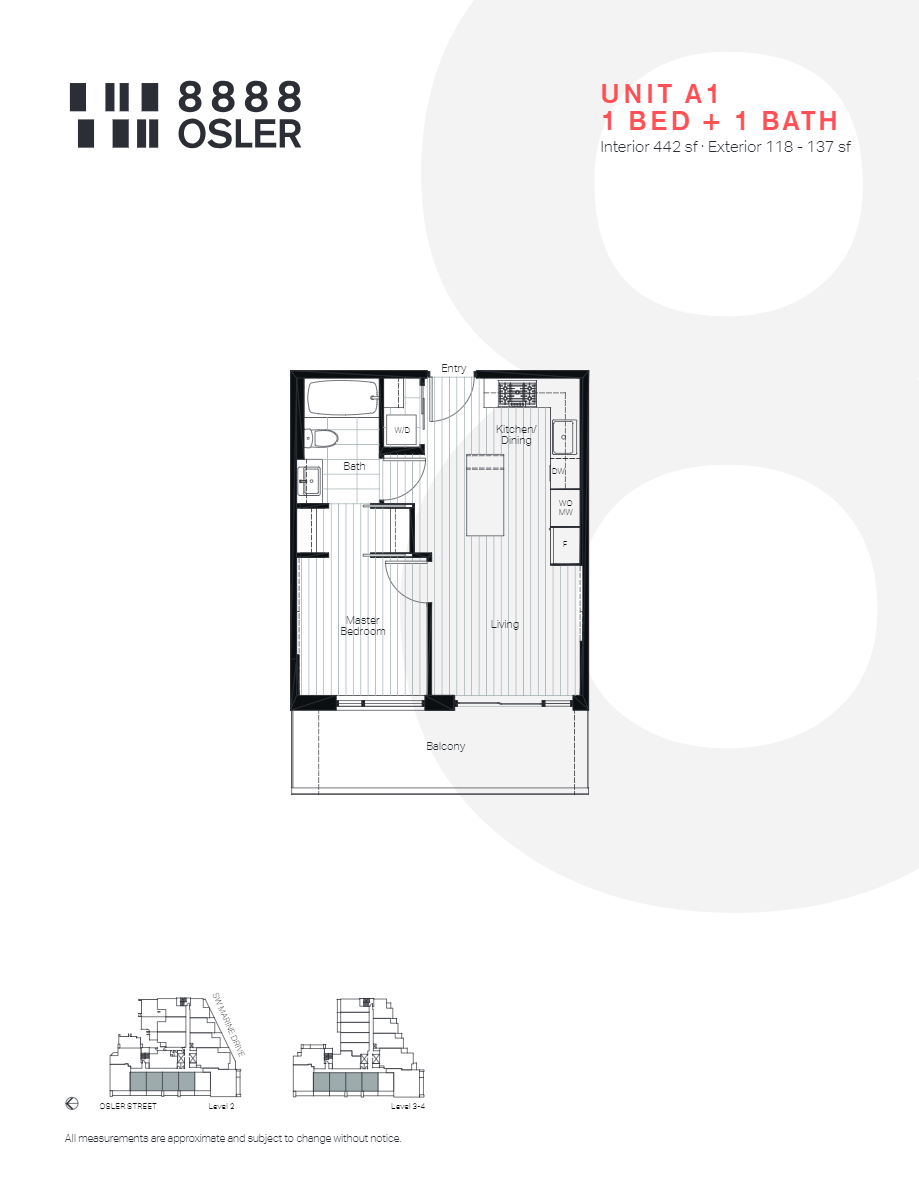 8888
OSLER
UNIT A1
1 BED + 1 BATH
Interior 442 sf · Exterior 118 - 137 sf
Entry
W/D
Kitchen/
Dining
Bath
DW
WO
MW
F
Master
Bedroom
Living
Balcony
SW MARINE DRIVE
OSLER STREET
Level 2
Level 3-4
All measurements are approximate and subject to change without notice.